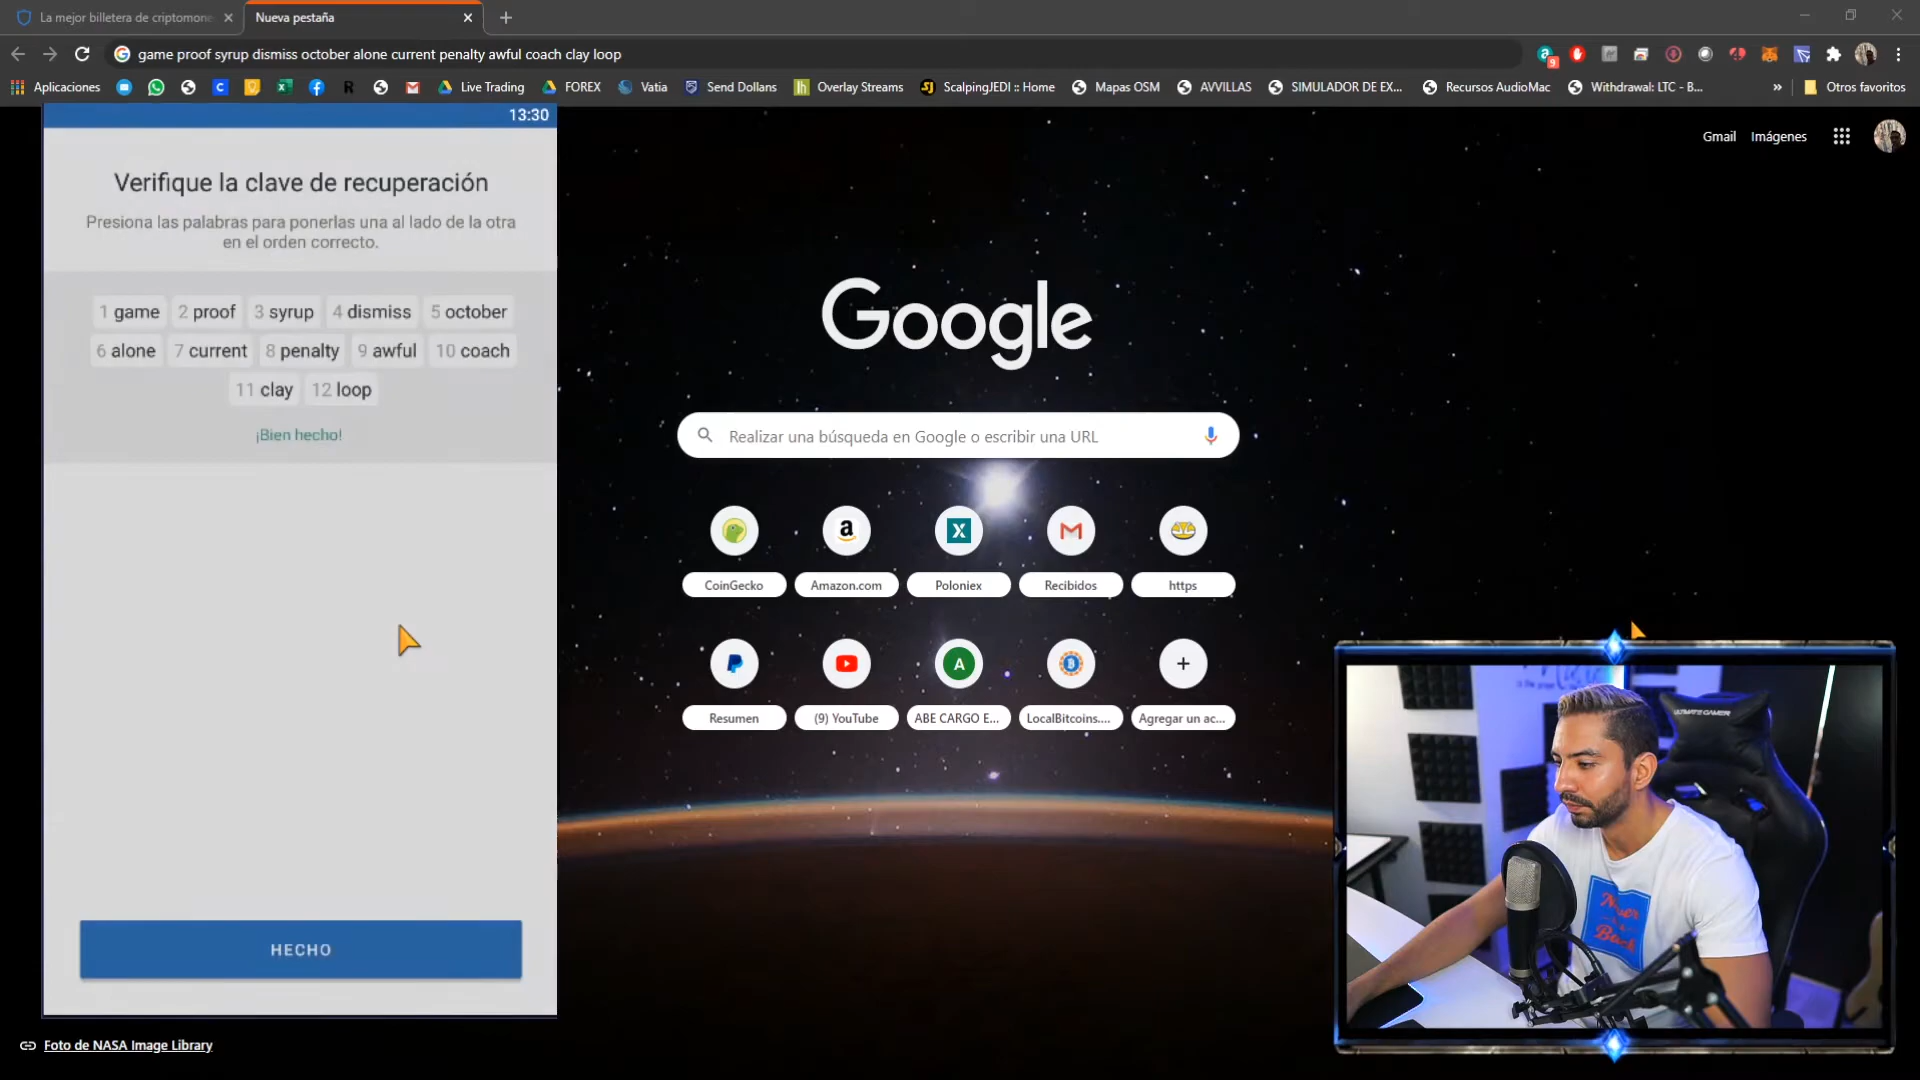 La mejor billetera de criptomone
Nueva pestaña
game proof syrup dismiss october alone current penalty awful coach clay loop
9
Aplicaciones
Live Trading
FOREX
Vatia
Send Dollans
Overlay Streams
ScalpingJEDI :: Home
Mapas OSM
AVVILLAS
SIMULADOR DE EX...
Recursos AudioMac
Withdrawal: LTC - B...
Otros favoritos
13:30
Gmail
Imágenes
Verifique la clave de recuperación
Presiona las palabras para ponerlas una al lado de la otra
en el orden correcto.
1 game 2 proof 3 syrup 4 dismiss 5 october
6 alone 7 current 8 penalty 9 awful 10 coach
11 clay 12 loop
¡Bien hecho!
HECHO
Google
Realizar una búsqueda en Google o escribir una URL
CoinGecko
Amazon.com
Poloniex
Recibidos
https
Resumen
(9) YouTube
ABE CARGO E...
LocalBitcoins....
Agregar un ac...
Foto de NASA Image Library
ULTIMATE GAMER